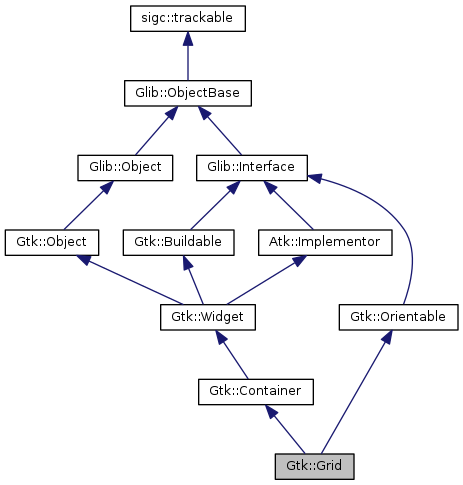 sigc::trackable
Glib::ObjectBase
Glib::Object
Glib::Interface
Gtk::Object
Gtk::Buildable
Atk::Implementor
Gtk::Widget
Gtk::Orientable
Gtk::Container
Gtk::Grid